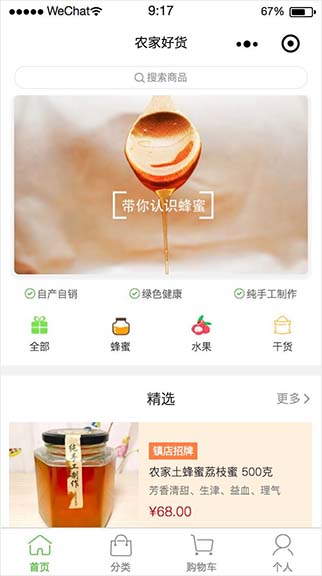 WeChat 9:17 67%
农家好货
搜索商品
带你认识蜂蜜
自产自销 绿色健康 纯手工制作
全部 蜂蜜 水果 干货
精选 更多
纯手工制作
镇店招牌
农家土蜂蜜荔枝蜜 500克
芳香清甜、生津、益血、理气
¥68.00
首页 分类 购物车 个人